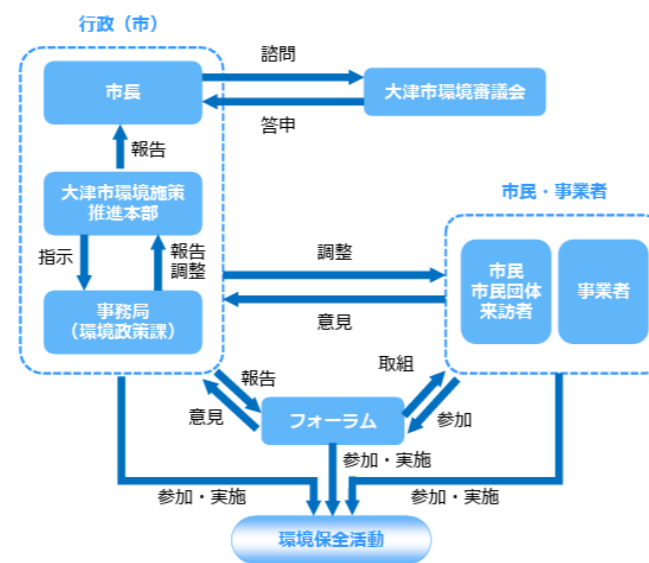 行政（市）
市長
諮問
大津市環境審議会
答申
報告
大津市環境施策
推進本部
指示
報告
調整
事務局
（環境政策課）
市民・事業者
調整
市民
市民団体
来訪者
事業者
意見
報告
意見
フォーラム
取組
参加
参加・実施
参加・実施
参加・実施
環境保全活動